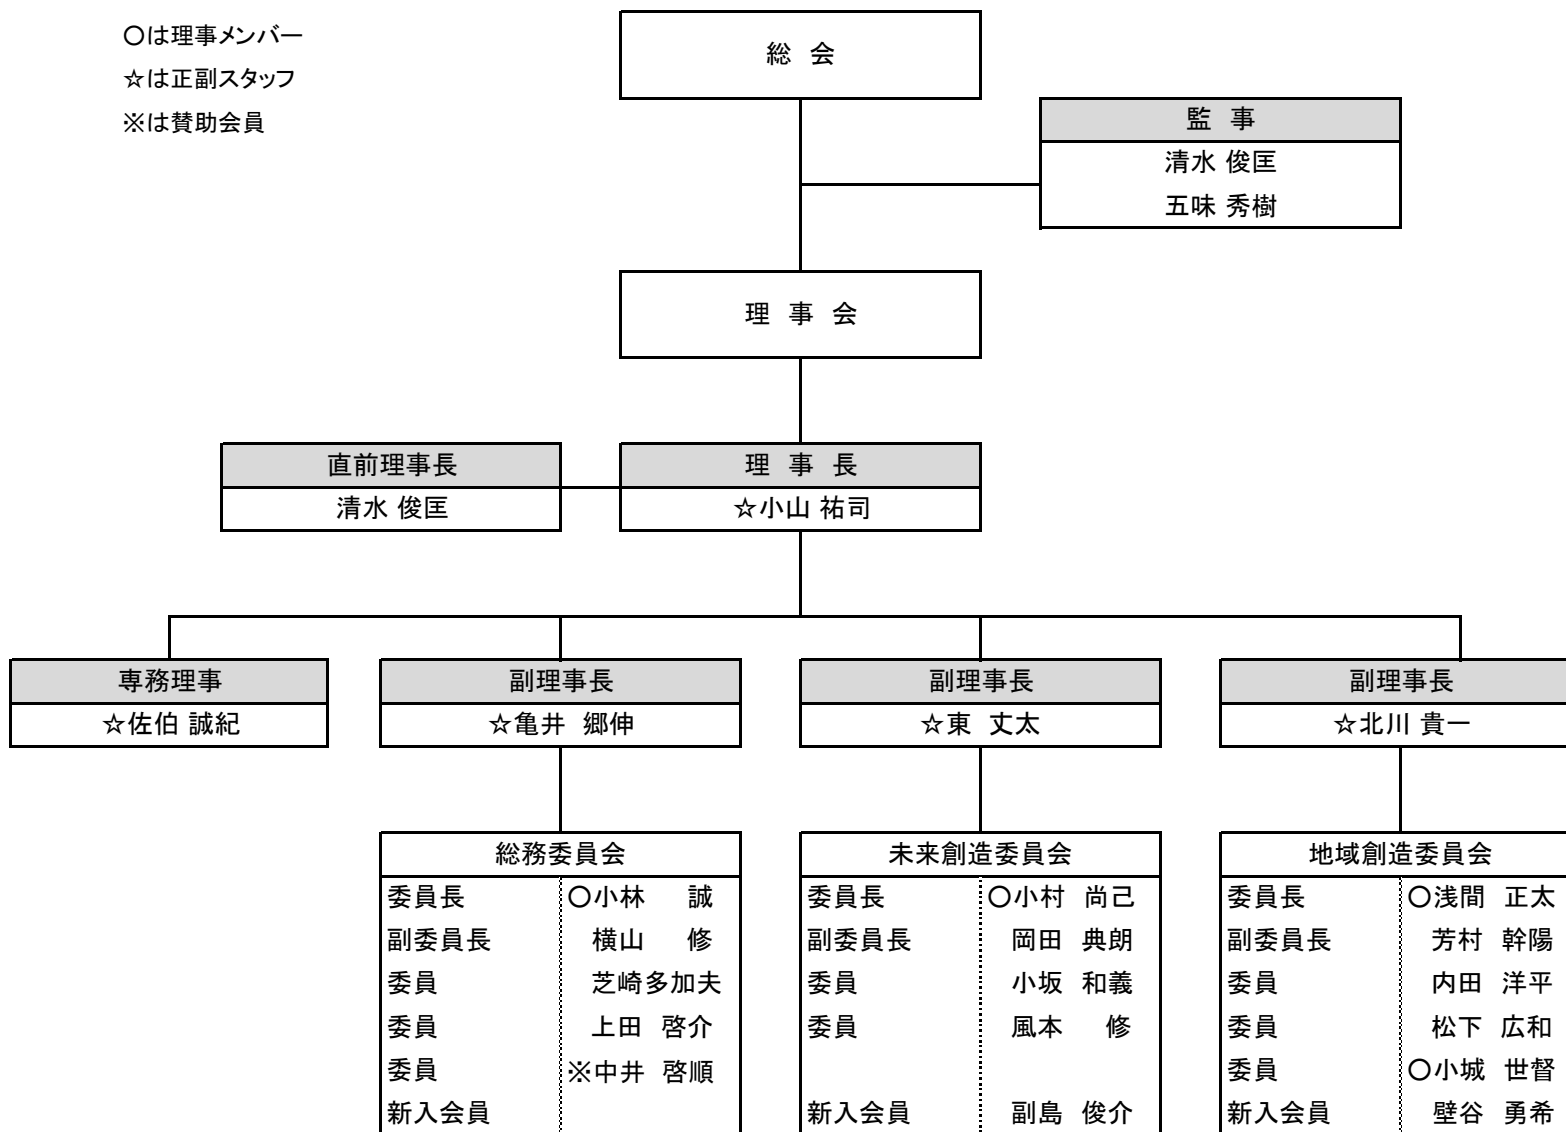 〇は理事メンバー
☆は正副スタッフ
※は賛助会員
総 会
監 事
清水 俊匡
五味 秀樹
理 事 会
直前理事長
清水 俊匡
理 事 長
☆小山 祐司
専務理事
☆佐伯 誠紀
副理事長
☆亀井 郷伸
副理事長
☆東 丈太
副理事長
☆北川 貴一
総務委員会
委員長 〇小林 誠
副委員長 横山 修
委員 芝崎多加夫
委員 上田 啓介
委員 ※中井 啓順
新入会員
未来創造委員会
委員長 〇小村 尚己
副委員長 岡田 典朗
委員 小坂 和義
委員 風本 修
新入会員 副島 俊介
地域創造委員会
委員長 〇浅間 正太
副委員長 芳村 幹陽
委員 内田 洋平
委員 松下 広和
委員 〇小城 世督
新入会員 壁谷 勇希